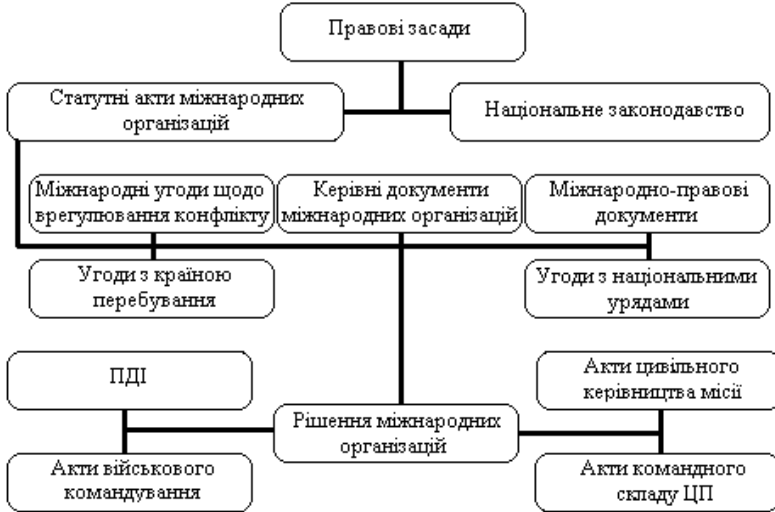 Правові засади
Статутні акти міжнародних
організацій
Національне законодавство
Міжнародні угоди щодо
врегулювання конфлікту
Керівні документи
міжнародних організацій
Міжнародно-правові
документи
Угоди з країною
перебування
Угоди з національними
урядами
ПДІ
Акти цивільного
керівництва місії
Рішення міжнародних
організацій
Акти військового
командування
Акти командного
складу ЦП